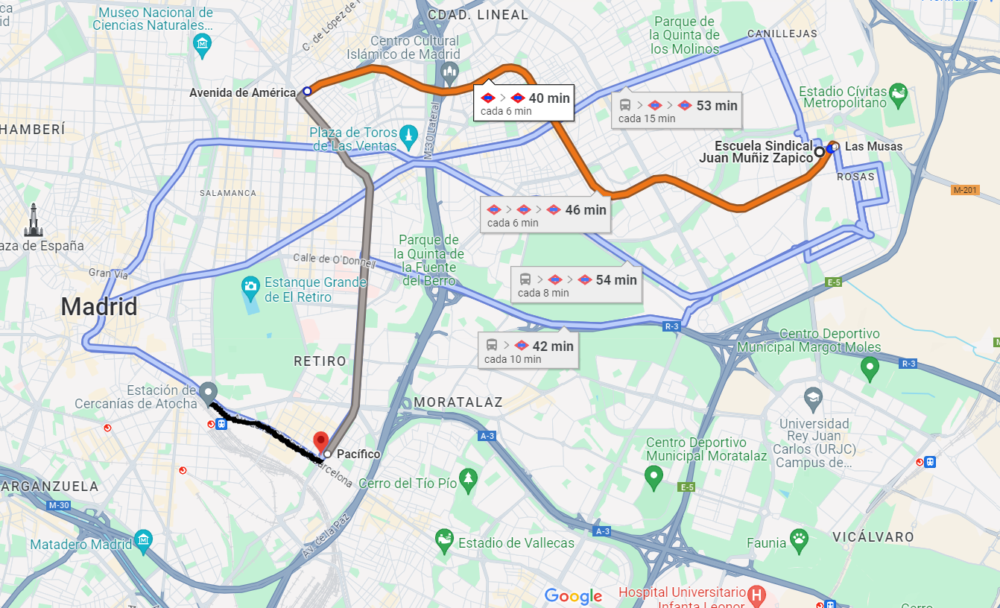 Museo Nacional de
Ciencias Naturales...
C. de López de H
CDAD. LINEAL
Centro Cultural
Islámico de Madrid
Parque de
la Quinta de
los Molinos
CANILLEJAS
Avenida de América
40 min
cada 6 min
53 min
cada 15 min
Estadio Cívitas
Metropolitano
HAMBERÍ
Plaza de Toros
de Las Ventas
M-30 Lateral
Escuela Sindical
Juan Muñiz Zapico
Las Musas
ROSAS
SALAMANCA
46 min
cada 6 min
M-201
aza de España
Gran Vía
Calle de O'Donnell
Parque de
la Quinta de
la Fuente
del Berro
Estanque Grande
de El Retiro
54 min
cada 8 min
E-5
Madrid
R-3
42 min
cada 10 min
RETIRO
Centro Deportivo
Municipal Margot Moles
R-3
Estación de
Cercanías de Atocha
MORATALAZ
A-3
Universidad
Rey Juan
Carlos (URJC)
Campus de...
Pacífico
arcelona
Centro Deportivo
Municipal Moratalaz
ARGANZUELA
M-30
Cerro del Tío Pío
E-5
Av. de la Paz
A-3
Matadero Madrid
Estadio de Vallecas
Faunia
VICÁLVARO
Google
Hospital Universitario
Infanta Leonor
Cerro